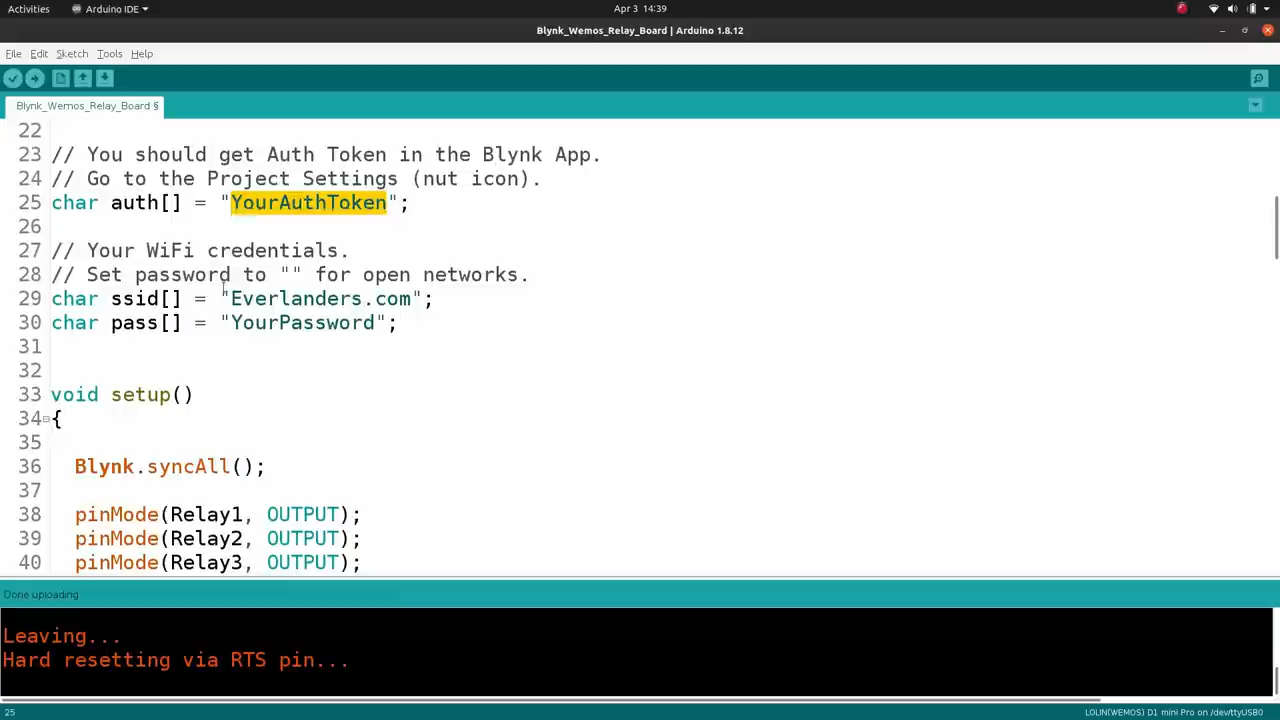 Activities
Arduino IDE
Apr 3 14:39
Blynk_Wemos_Relay_Board | Arduino 1.8.12
File Edit Sketch Tools Help
Blynk_Wemos_Relay_Board §
22
23 // You should get Auth Token in the Blynk App.
24 // Go to the Project Settings (nut icon).
25 char auth[] = "YourAuthToken";
26
27 // Your WiFi credentials.
28 // Set password to "" for open networks.
29 char ssid[] = "Everlanders.com";
30 char pass[] = "YourPassword";
31
32
33 void setup()
34 {
35
36 Blynk.syncAll();
37
38 pinMode(Relay1, OUTPUT);
39 pinMode(Relay2, OUTPUT);
40 pinMode(Relay3, OUTPUT);
Done uploading
Leaving...
Hard resetting via RTS pin...
25
LOLIN(WEMOS) D1 mini Pro on /dev/ttyUSB0